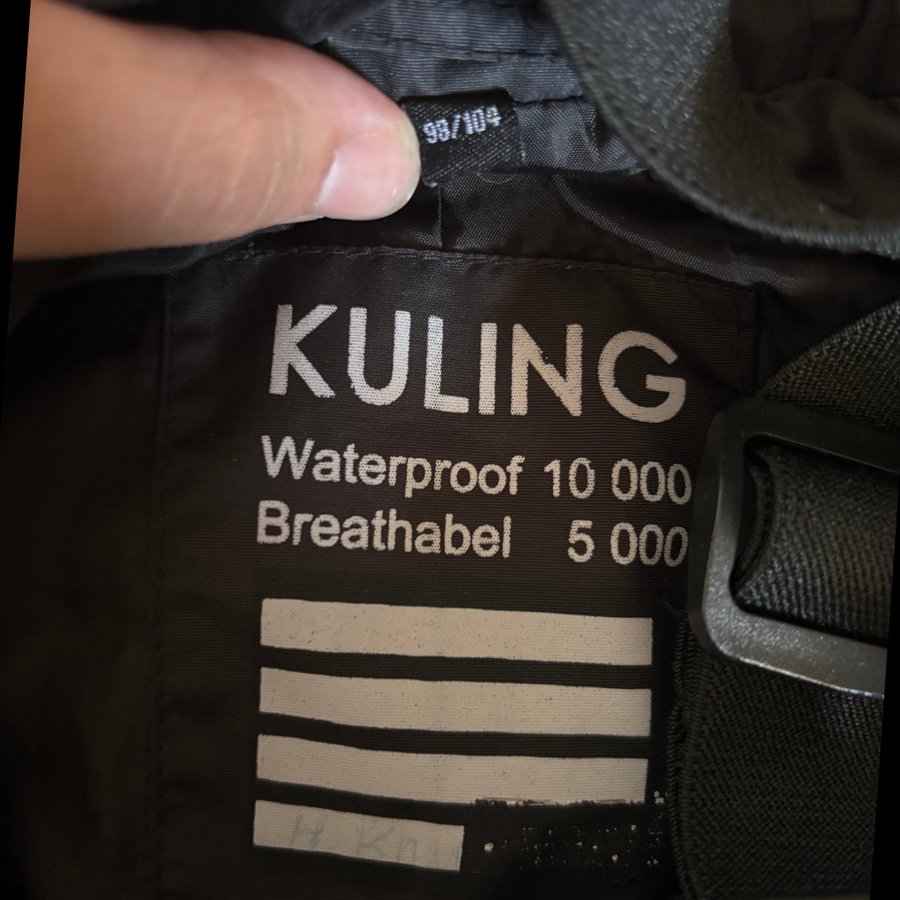 98/104
KULING
Waterproof 10 000
Breathabel 5 000